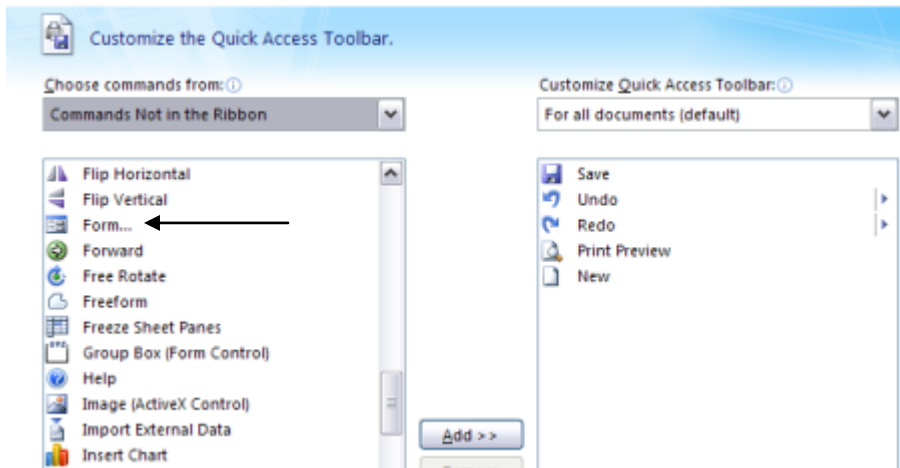 Customize the Quick Access Toolbar.
Choose commands from:
Commands Not in the Ribbon
Flip Horizontal
Flip Vertical
Form...
Forward
Free Rotate
Freeform
Freeze Sheet Panes
Group Box (Form Control)
Help
Image (ActiveX Control)
Import External Data
Insert Chart
Add >>
Customize Quick Access Toolbar:
For all documents (default)
Save
Undo
Redo
Print Preview
New